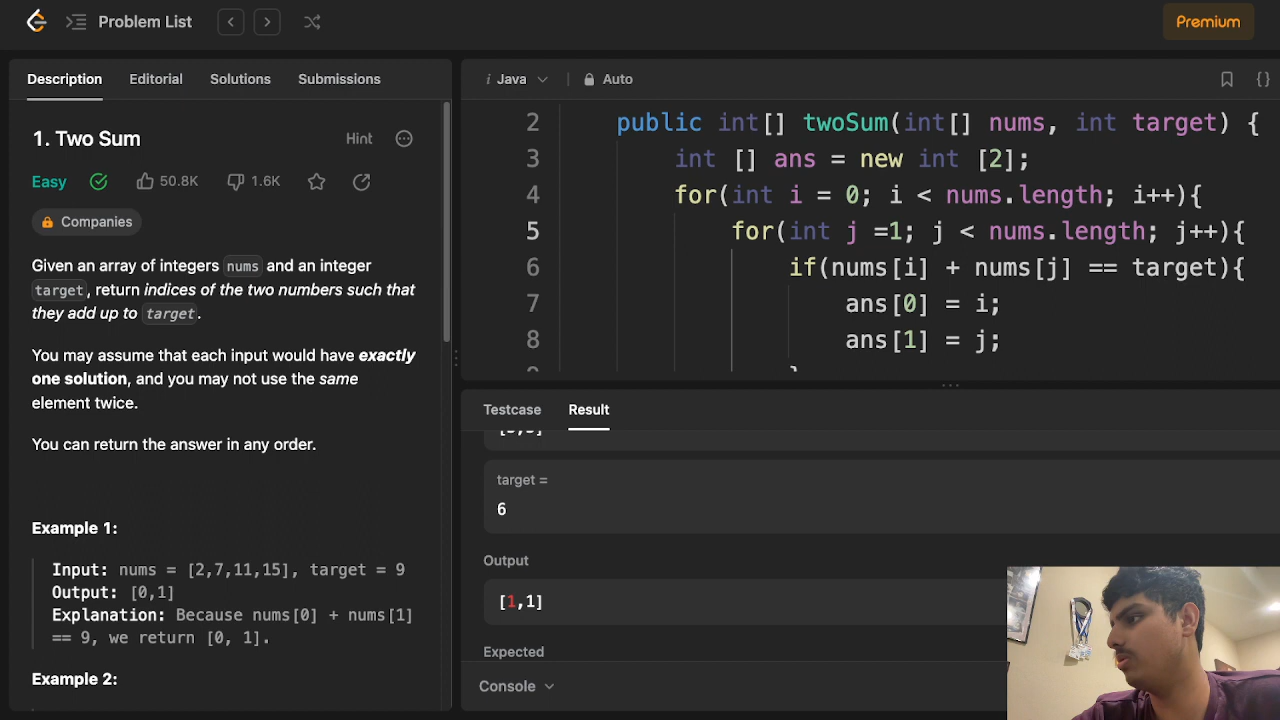 Problem List
Premium
Description Editorial Solutions Submissions
i Java Auto {}
1. Two Sum Hint
Easy 50.8K 1.6K
Companies
Given an array of integers nums and an integer
target, return indices of the two numbers such that
they add up to target.
You may assume that each input would have exactly
one solution, and you may not use the same
element twice.
You can return the answer in any order.
Example 1:
Input: nums = [2,7,11,15], target = 9
Output: [0,1]
Explanation: Because nums[0] + nums[1]
== 9, we return [0, 1].
Example 2:
2 public int[] twoSum(int[] nums, int target) {
3 int [] ans = new int [2];
4 for(int i = 0; i < nums.length; i++){
5 for(int j =1; j < nums.length; j++){
6 if(nums[i] + nums[j] == target){
7 ans[0] = i;
8 ans[1] = j;
Testcase Result
target =
6
Output
[1,1]
Expected
Console